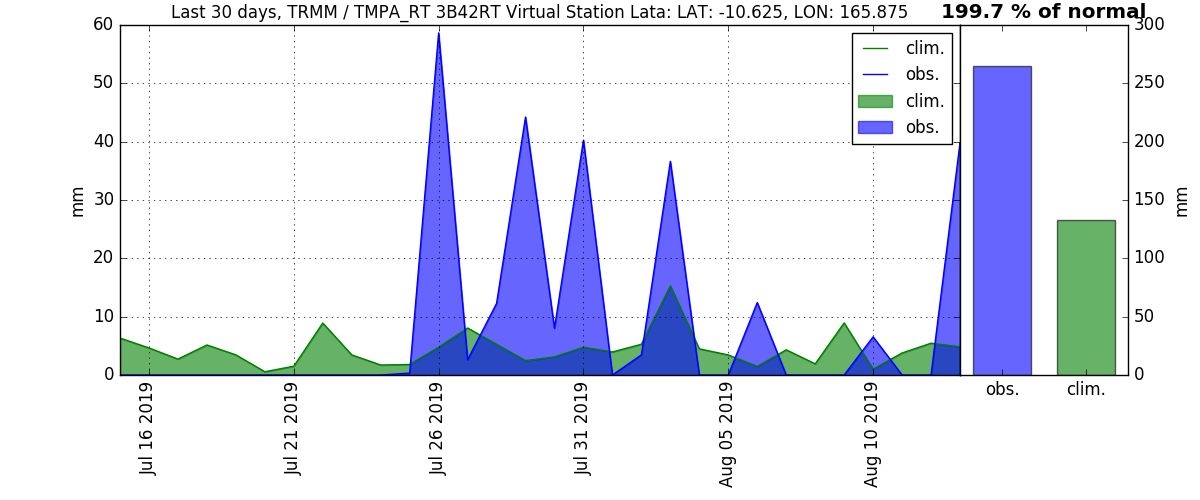 Last 30 days, TRMM / TMPA_RT 3B42RT Virtual Station Lata: LAT: -10.625, LON: 165.875
199.7 % of normal
60
50
40
30
20
10
0
mm
clim.
obs.
clim.
obs.
300
250
200
150
100
50
0
mm
Jul 16 2019
Jul 21 2019
Jul 26 2019
Jul 31 2019
Aug 05 2019
Aug 10 2019
obs.
clim.